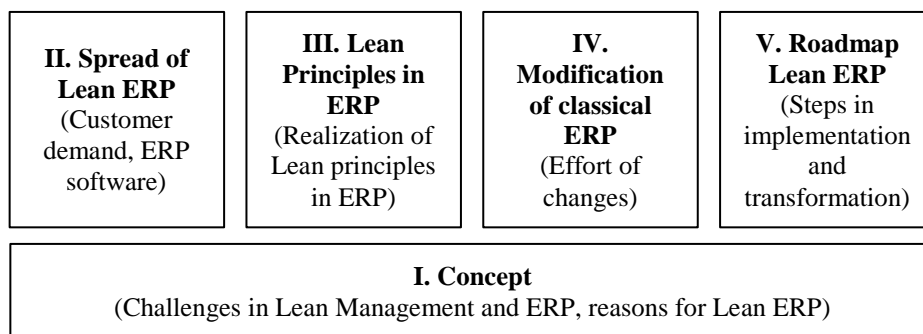 II. Spread of
Lean ERP
(Customer
demand, ERP
software)
III. Lean
Principles in
ERP
(Realization of
Lean principles
in ERP)
IV.
Modification
of classical
ERP
(Effort of
changes)
V. Roadmap
Lean ERP
(Steps in
implementation
and
transformation)
I. Concept
(Challenges in Lean Management and ERP, reasons for Lean ERP)